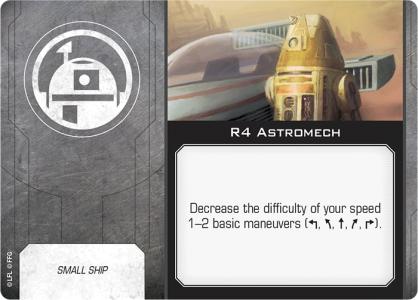 R4 ASTROMECH
Decrease the difficulty of your speed
1–2 basic maneuvers (↰, ↖, ↑, ↗, ↱).
SMALL SHIP
© LFL © FFG